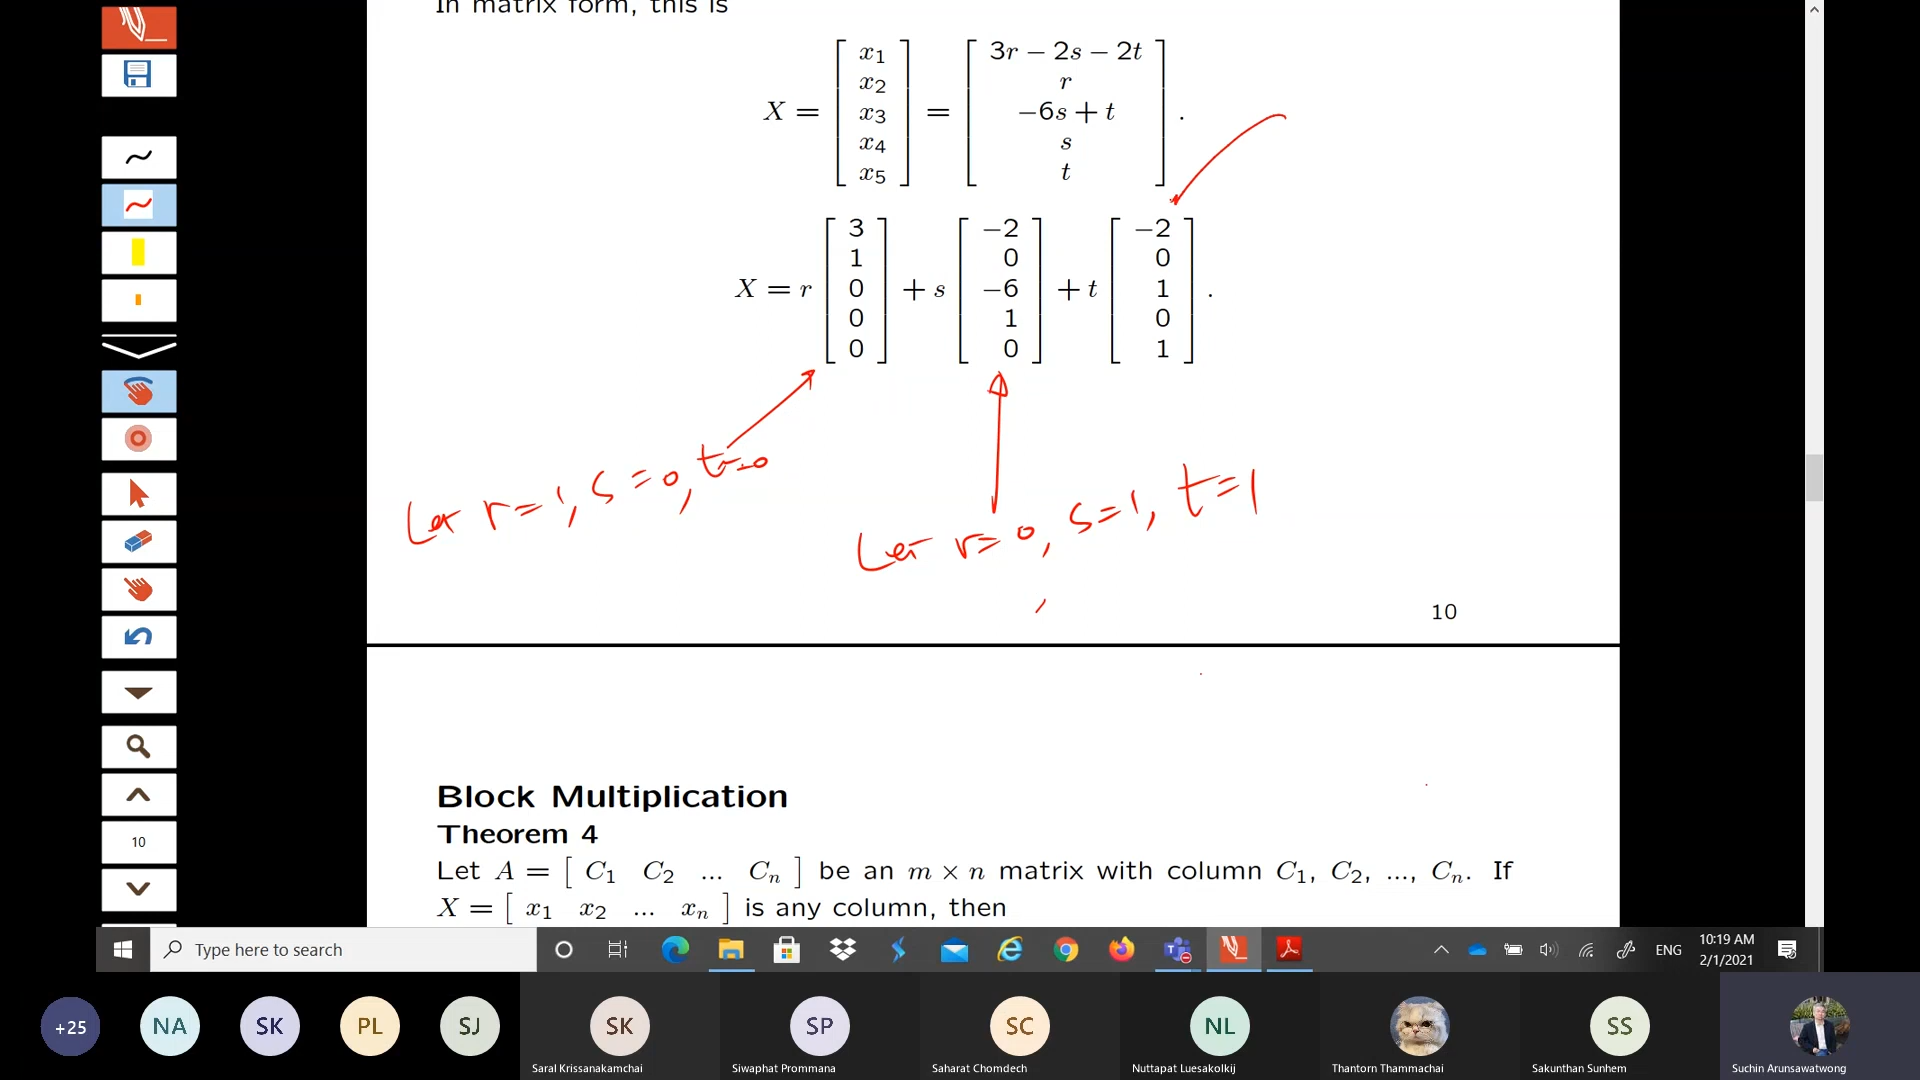 In matrix form, this is
X = [ x1 x2 x3 x4 x5 ] = [ 3r − 2s − 2t r −6s + t s t ] .
X = r [ 3 1 0 0 0 ] + s [ −2 0 −6 1 0 ] + t [ −2 0 1 0 1 ] .
Let r=1, s=0, t=0
Let r=0, s=1, t=1
10
Block Multiplication
Theorem 4
Let A = [ C1 C2 ... Cn ] be an m × n matrix with column C1, C2, ..., Cn. If
X = [ x1 x2 ... xn ] is any column, then
10
Type here to search
ENG
10:19 AM
2/1/2021
+25
NA
SK
PL
SJ
SK
SP
SC
NL
SS
Saral Krissanakamchai
Siwaphat Prommana
Saharat Chomdech
Nuttapat Luesakolkij
Thantorn Thammachai
Sakunthan Sunhem
Suchin Arunsawatwong